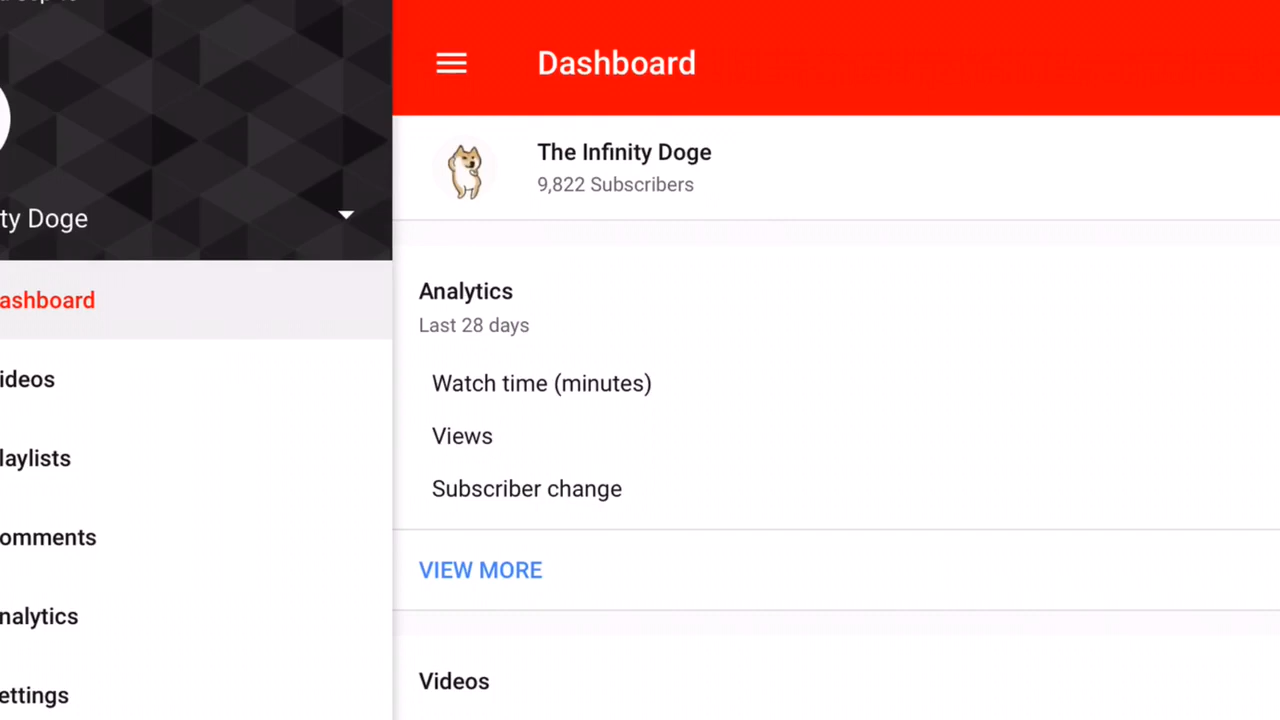 ty Doge
ashboard
ideos
laylists
omments
nalytics
ettings
Dashboard
The Infinity Doge
9,822 Subscribers
Analytics
Last 28 days
Watch time (minutes)
Views
Subscriber change
VIEW MORE
Videos